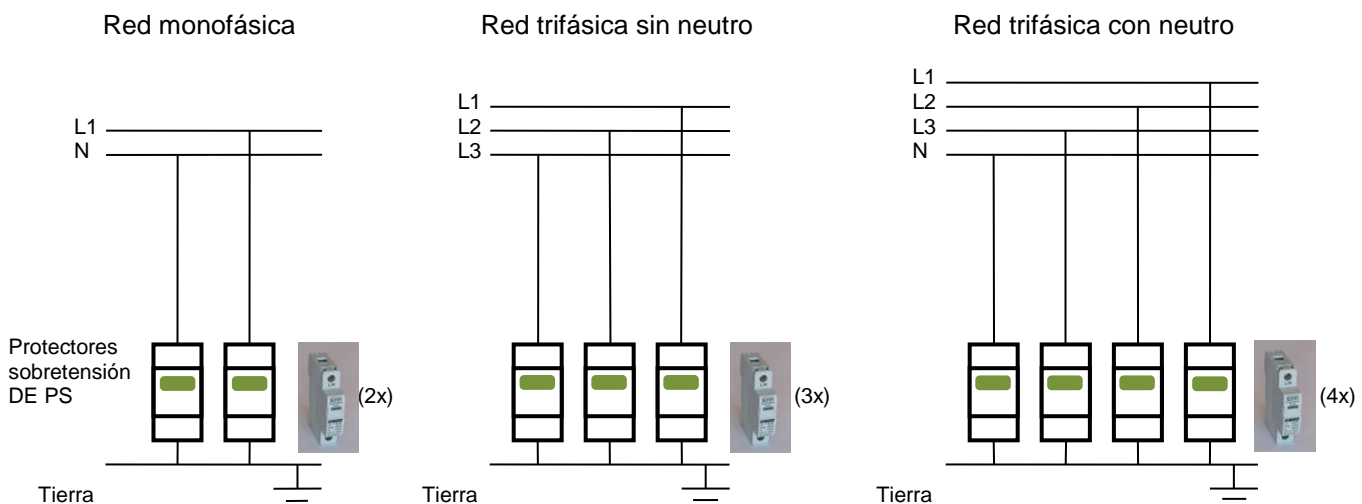 Red monofásica
Red trifásica sin neutro
Red trifásica con neutro
L1
N
L1
L2
L3
L1
L2
L3
N
Protectores
sobretensión
DE PS
(2x)
(3x)
(4x)
Tierra
Tierra
Tierra